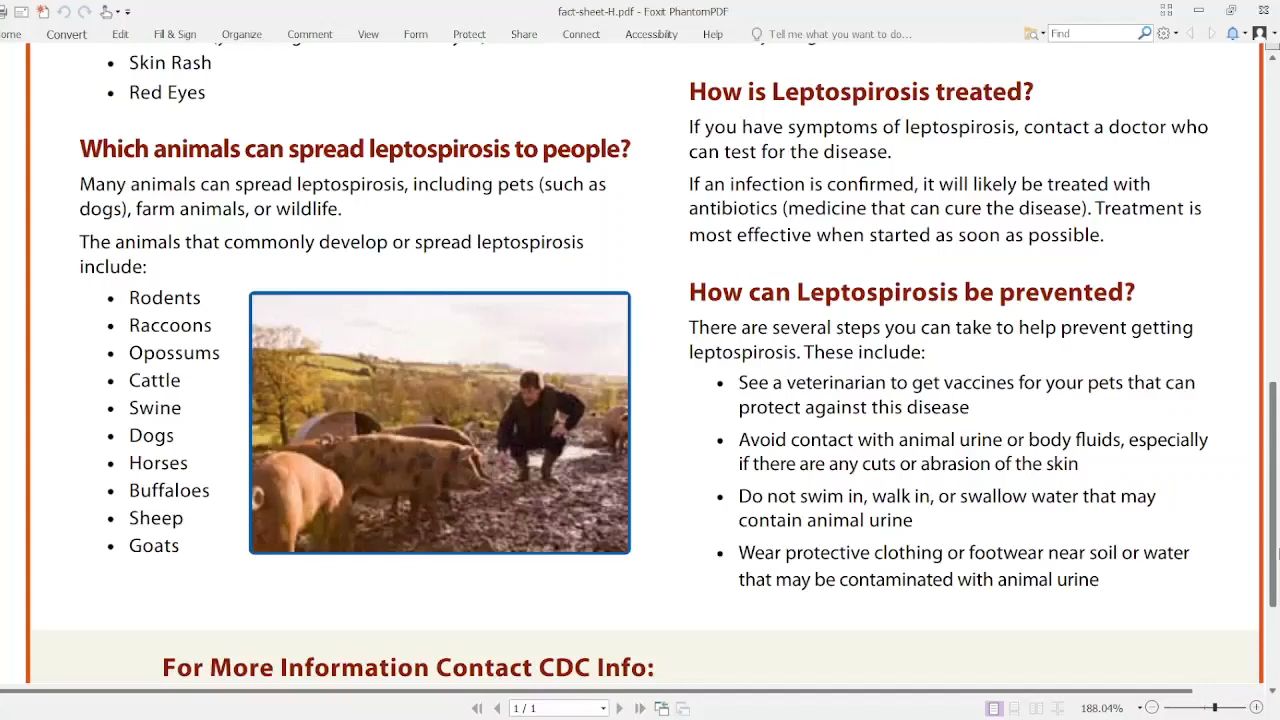 fact-sheet-H.pdf - Foxit PhantomPDF
ome Convert Edit Fill & Sign Organize Comment View Form Protect Share Connect Accessibility Help Tell me what you want to do... Find
• Skin Rash
• Red Eyes
Which animals can spread leptospirosis to people?
Many animals can spread leptospirosis, including pets (such as
dogs), farm animals, or wildlife.
The animals that commonly develop or spread leptospirosis
include:
• Rodents
• Raccoons
• Opossums
• Cattle
• Swine
• Dogs
• Horses
• Buffaloes
• Sheep
• Goats
How is Leptospirosis treated?
If you have symptoms of leptospirosis, contact a doctor who
can test for the disease.
If an infection is confirmed, it will likely be treated with
antibiotics (medicine that can cure the disease). Treatment is
most effective when started as soon as possible.
How can Leptospirosis be prevented?
There are several steps you can take to help prevent getting
leptospirosis. These include:
• See a veterinarian to get vaccines for your pets that can
protect against this disease
• Avoid contact with animal urine or body fluids, especially
if there are any cuts or abrasion of the skin
• Do not swim in, walk in, or swallow water that may
contain animal urine
• Wear protective clothing or footwear near soil or water
that may be contaminated with animal urine
For More Information Contact CDC Info:
1 / 1
188.04%